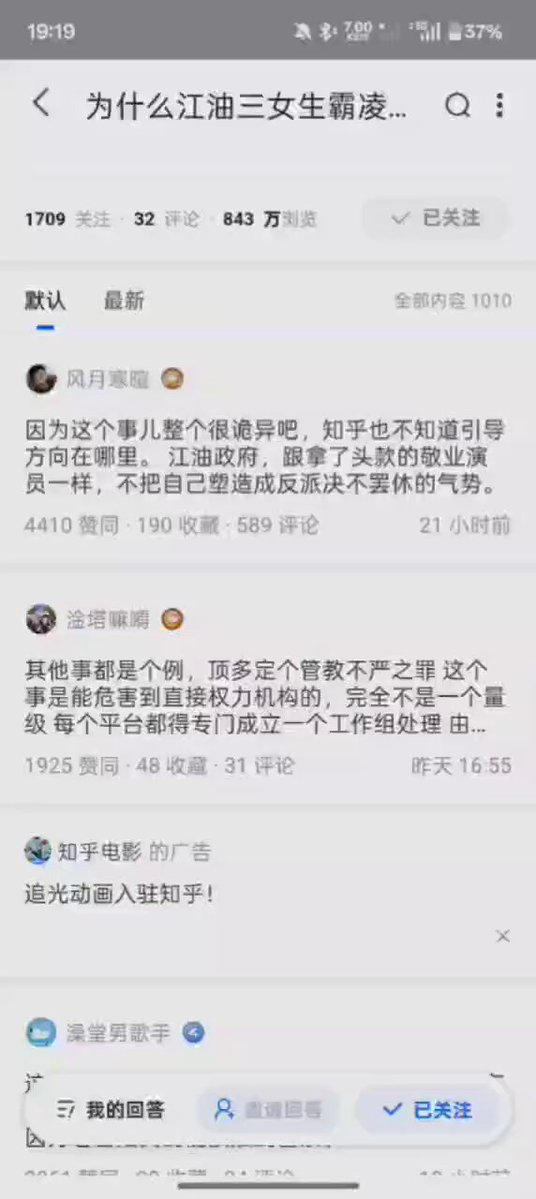 19:19
7.00
37%
为什么江油三女生霸凌...
1709 关注 · 32 评论 · 843 万浏览
已关注
默认 最新 全部内容 1010
风月寒暄
因为这个事儿整个很诡异吧，知乎也不知道引导
方向在哪里。 江油政府，跟拿了头款的敬业演
员一样，不把自己塑造成反派决不罢休的气势。
4410 赞同 · 190 收藏 · 589 评论 21 小时前
其他事都是个例，顶多定个管教不严之罪 这个
事是能危害到直接权力机构的，完全不是一个量
级 每个平台都得专门成立一个工作组处理 由...
1925 赞同 · 48 收藏 · 31 评论 昨天 16:55
知乎电影 的广告
追光动画入驻知乎！
澡堂男歌手
我的回答 邀请回答 已关注